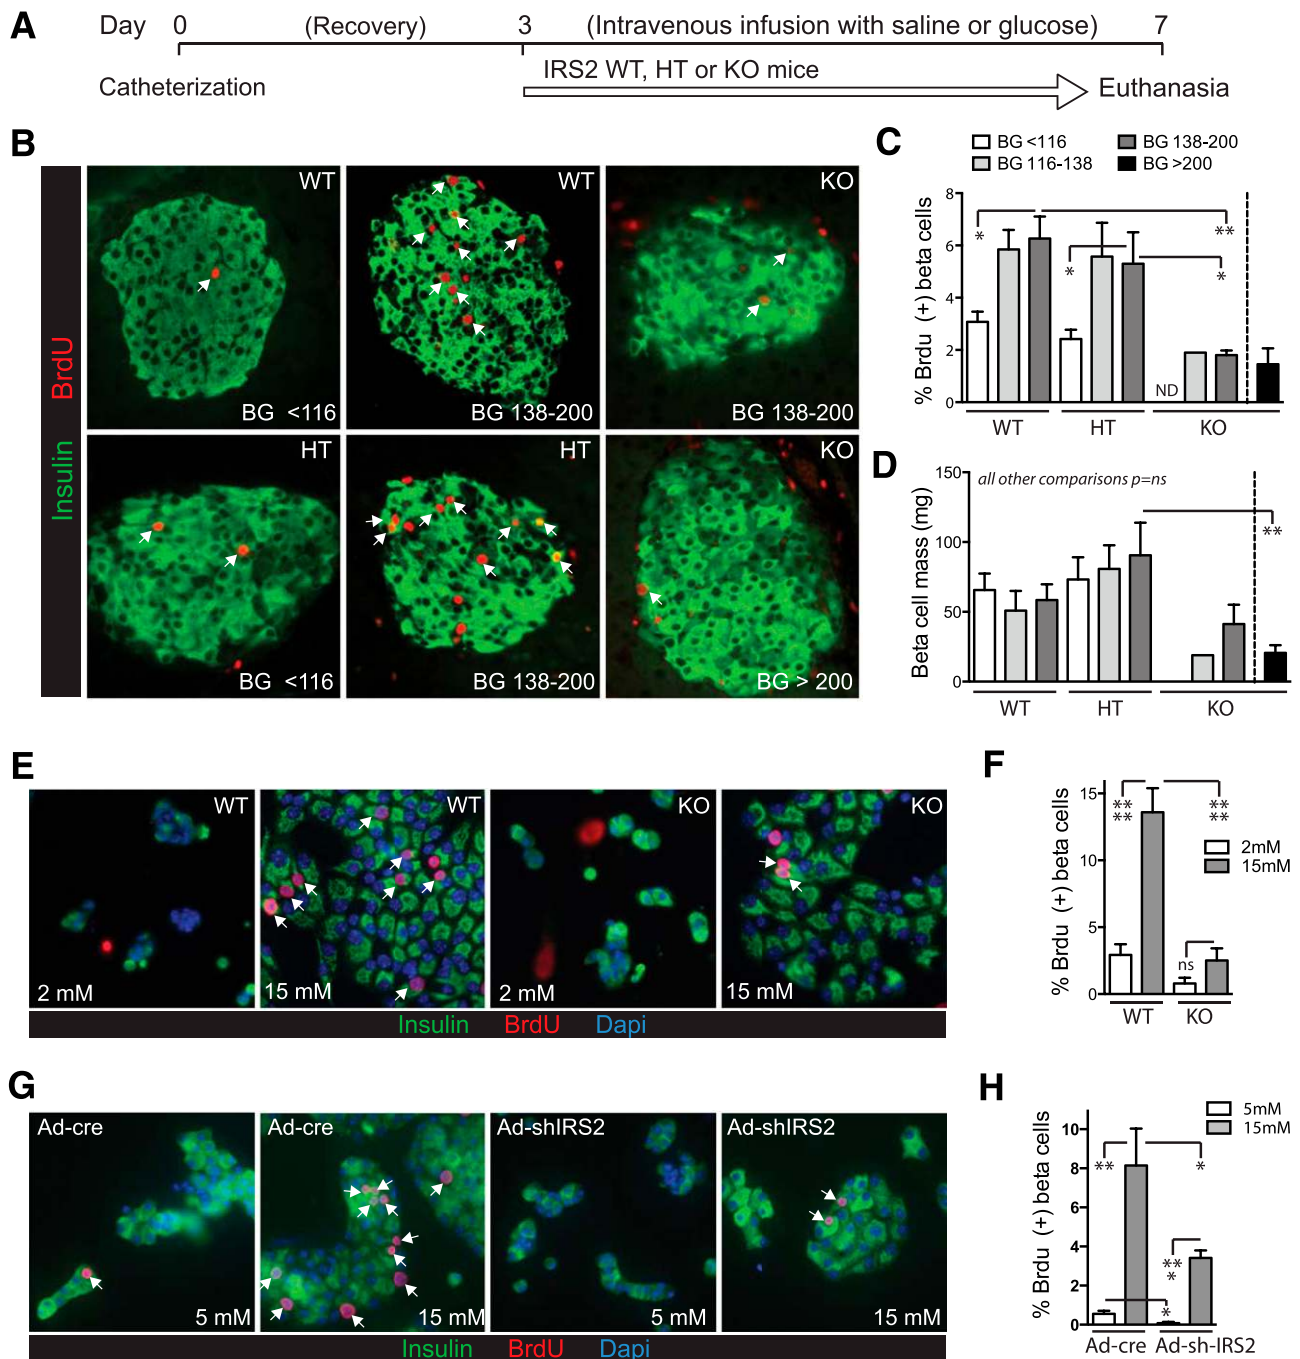 A
Day 0 (Recovery) 3 (Intravenous infusion with saline or glucose) 7
IRS2 WT, HT or KO mice
Catheterization
Euthanasia
B
Insulin BrdU
WT
BG <116
WT
BG 138-200
KO
BG 138-200
HT
BG <116
HT
BG 138-200
KO
BG > 200
C
BG <116
BG 138-200
BG 116-138
BG >200
% Brdu (+) beta cells
8
6
4
2
0
*
**
*
*
ND
WT HT KO
D
Beta cell mass (mg)
150
100
50
0
all other comparisons p=ns
**
WT HT KO
E
WT
2 mM
WT
15 mM
KO
2 mM
KO
15 mM
Insulin BrdU Dapi
F
% Brdu (+) beta cells
15
10
5
0
**
**
**
**
ns
2mM
15mM
WT KO
G
Ad-cre
5 mM
Ad-cre
15 mM
Ad-shIRS2
5 mM
Ad-shIRS2
15 mM
Insulin BrdU Dapi
H
% Brdu (+) beta cells
10
8
6
4
2
0
5mM
15mM
**
*
**
*
*
Ad-cre Ad-sh-IRS2